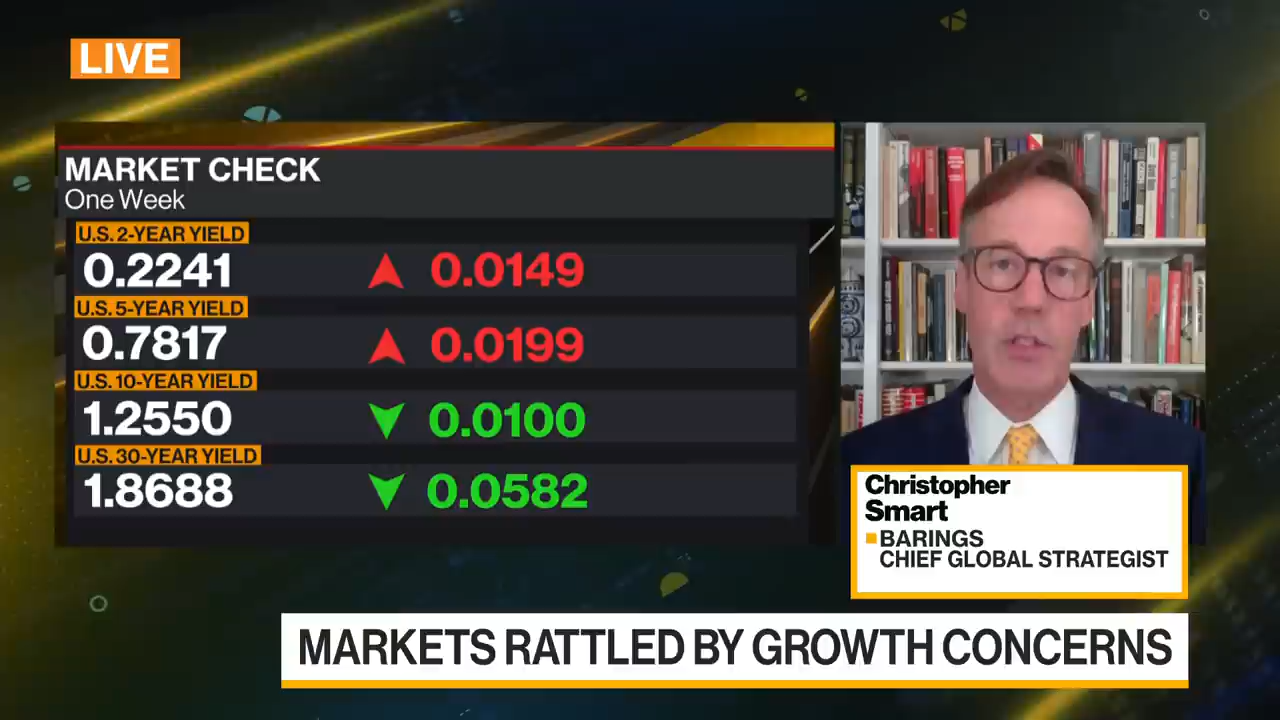 LIVE
MARKET CHECK
One Week
U.S. 2-YEAR YIELD
0.2241 0.0149
U.S. 5-YEAR YIELD
0.7817 0.0199
U.S. 10-YEAR YIELD
1.2550 0.0100
U.S. 30-YEAR YIELD
1.8688 0.0582
Christopher
Smart
BARINGS
CHIEF GLOBAL STRATEGIST
MARKETS RATTLED BY GROWTH CONCERNS